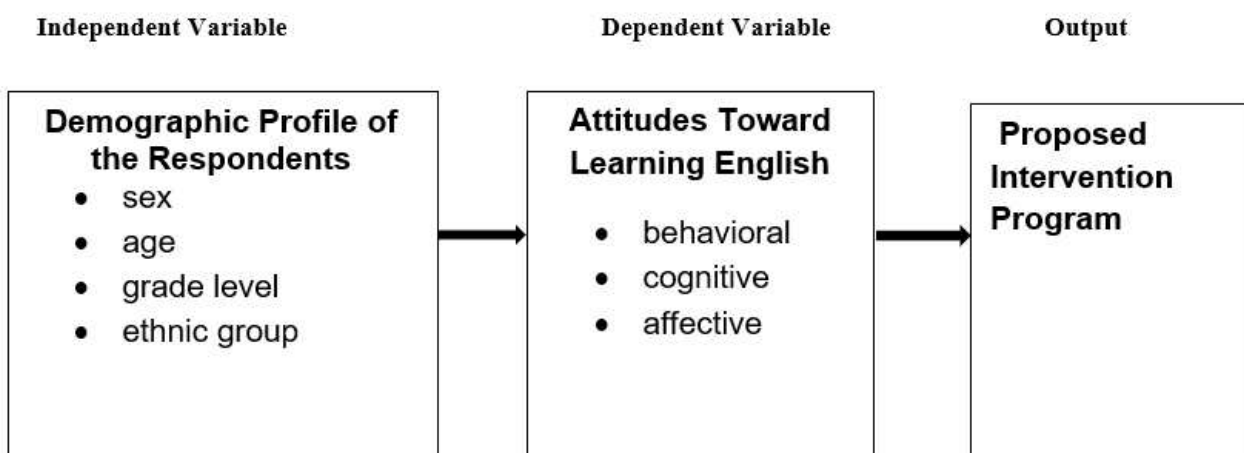 Independent Variable
Dependent Variable
Output
Demographic Profile of
the Respondents
• sex
• age
• grade level
• ethnic group
Attitudes Toward
Learning English
• behavioral
• cognitive
• affective
Proposed
Intervention
Program